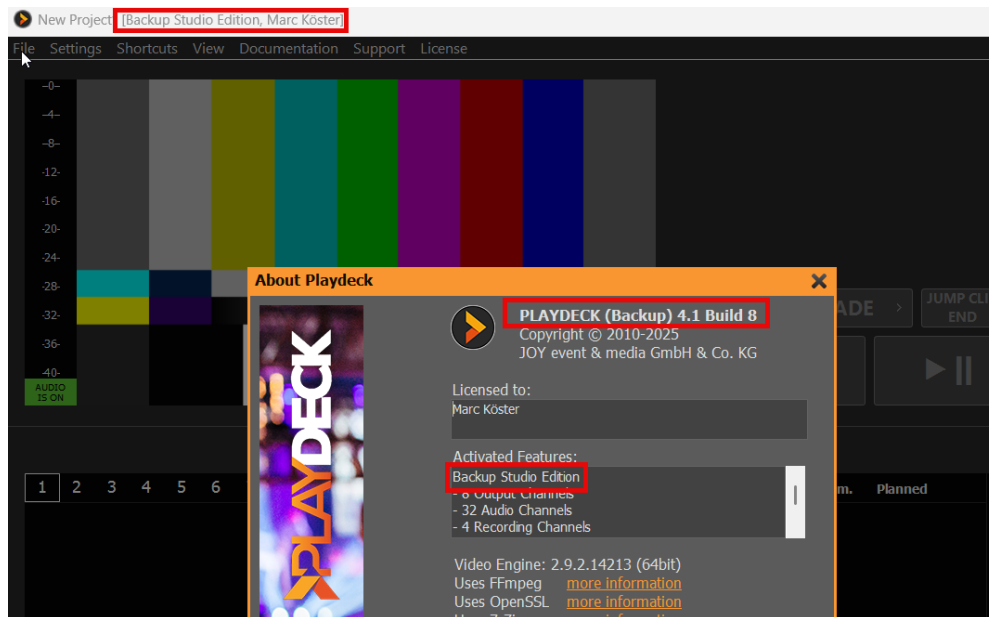 New Project [Backup Studio Edition, Marc Köster]
File Settings Shortcuts View Documentation Support License
-0-
-4-
-8-
-12-
-16-
-20-
-24-
-28-
-32-
-36-
-40-
AUDIO
IS ON
About Playdeck
PLAYDECK
PLAYDECK (Backup) 4.1 Build 8
Copyright © 2010-2025
JOY event & media GmbH & Co. KG
Licensed to:
Marc Köster
Activated Features:
Backup Studio Edition
- 8 Output Channels
- 32 Audio Channels
- 4 Recording Channels
Video Engine: 2.9.2.14213 (64bit)
Uses FFmpeg more information
Uses OpenSSL more information
ADE
JUMP CLI
END
1 2 3 4 5 6
m. Planned